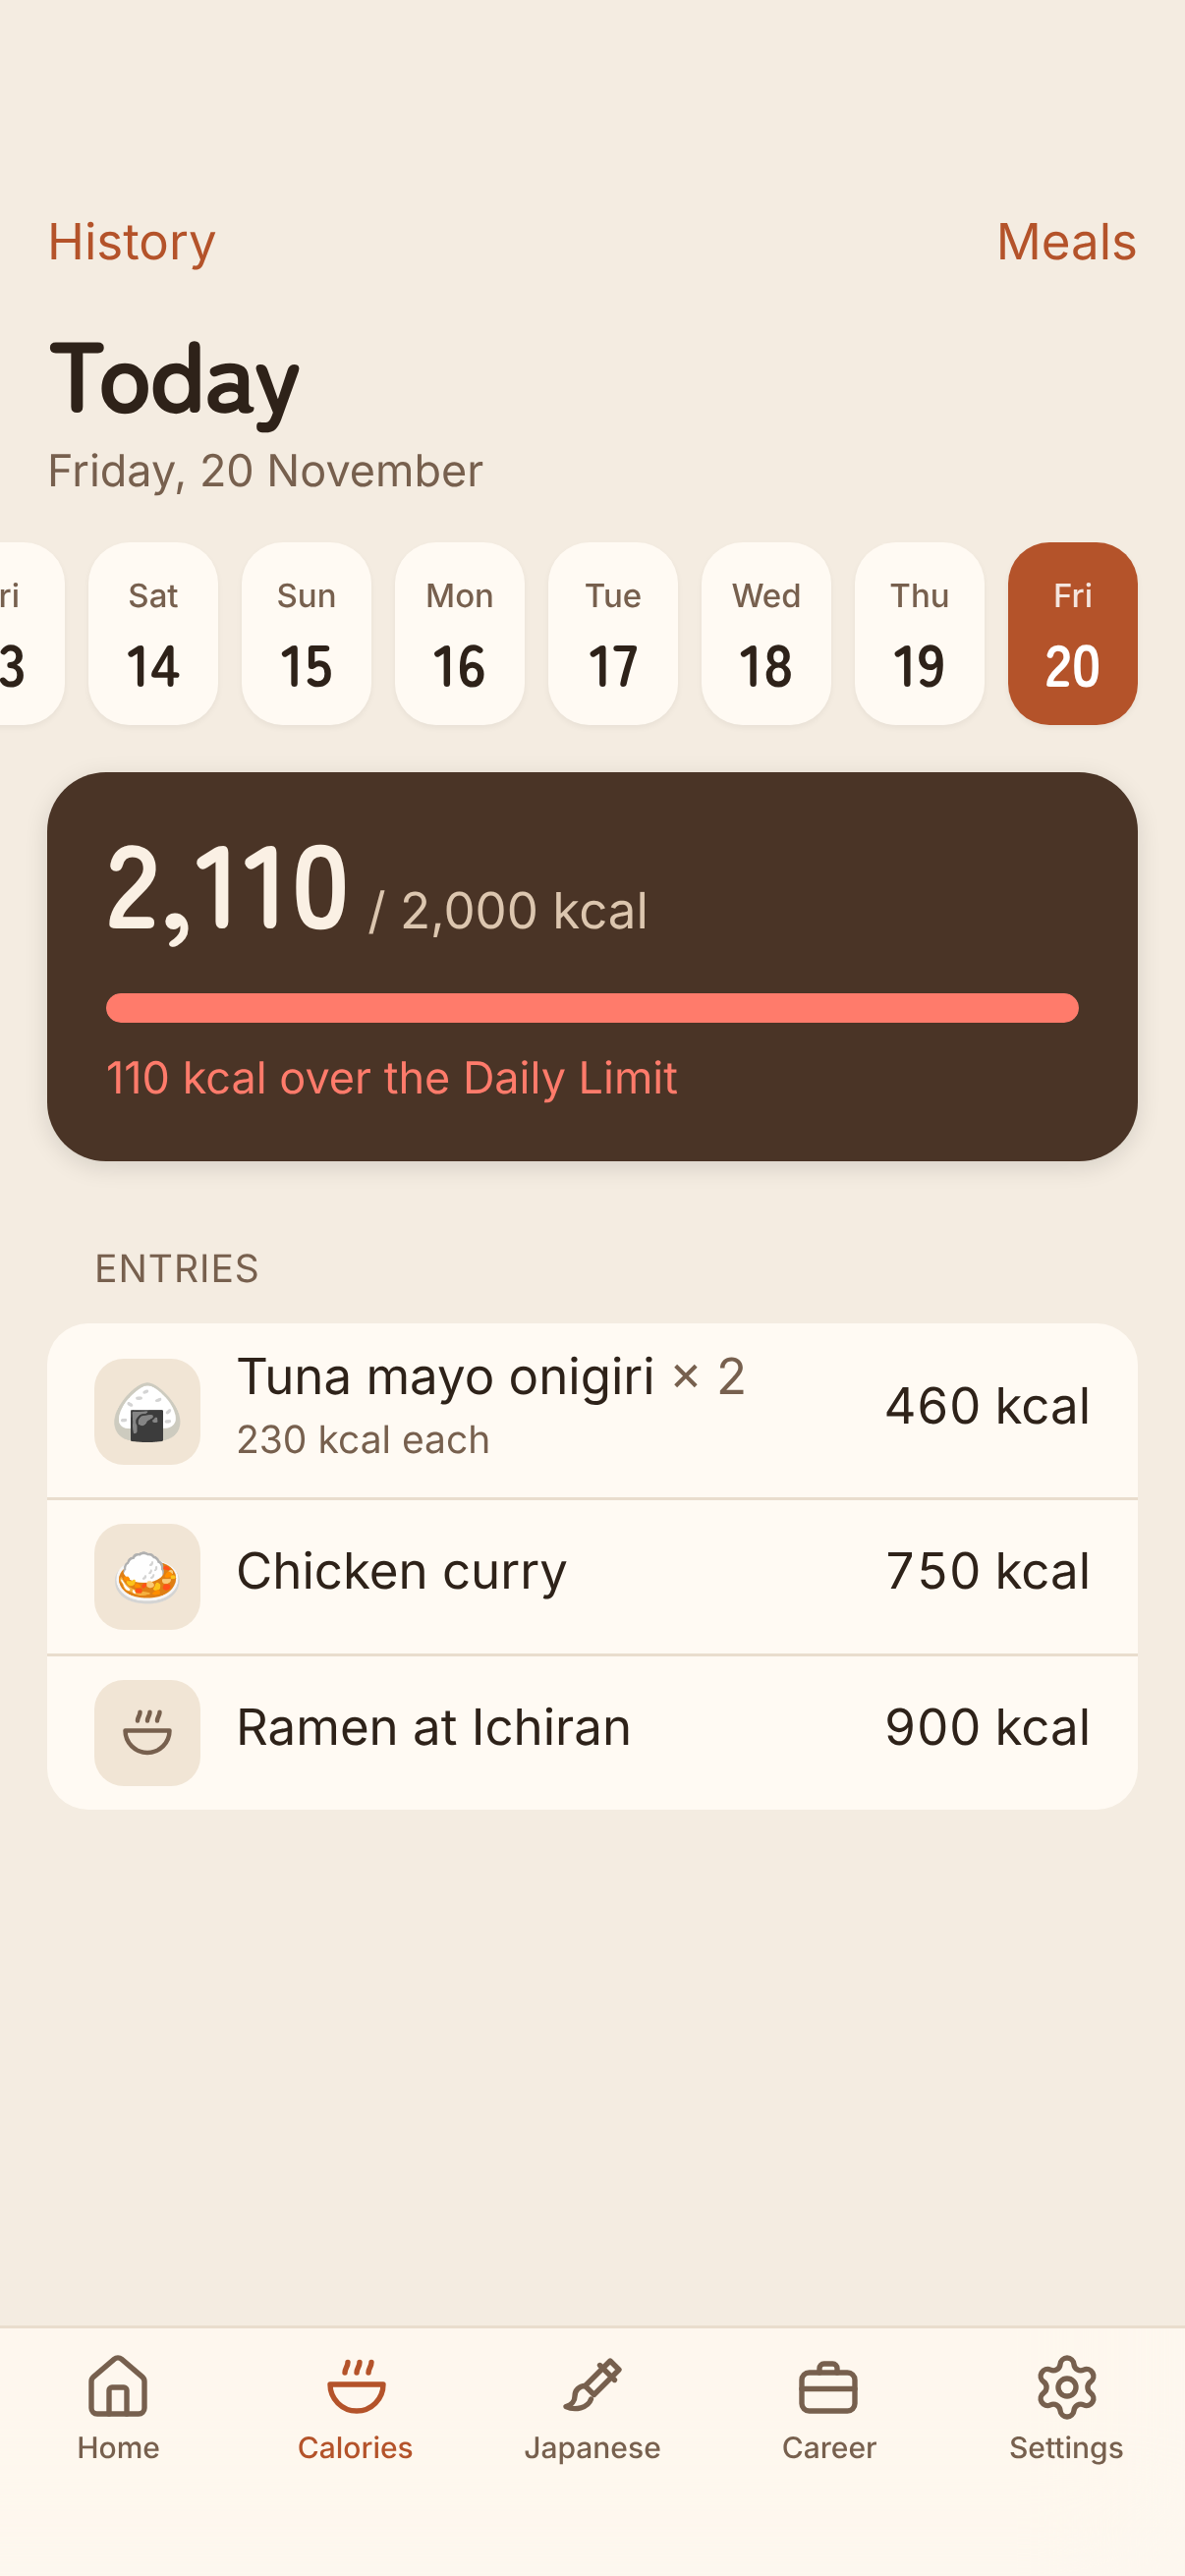 History
Meals
Today
Friday, 20 November
ri
Sat
Sun
Mon
Tue
Wed
Thu
Fri
3
14
15
16
17
18
19
20
2,110 / 2,000 kcal
110 kcal over the Daily Limit
ENTRIES
Tuna mayo onigiri × 2
230 kcal each
460 kcal
Chicken curry
750 kcal
Ramen at Ichiran
900 kcal
Home
Calories
Japanese
Career
Settings